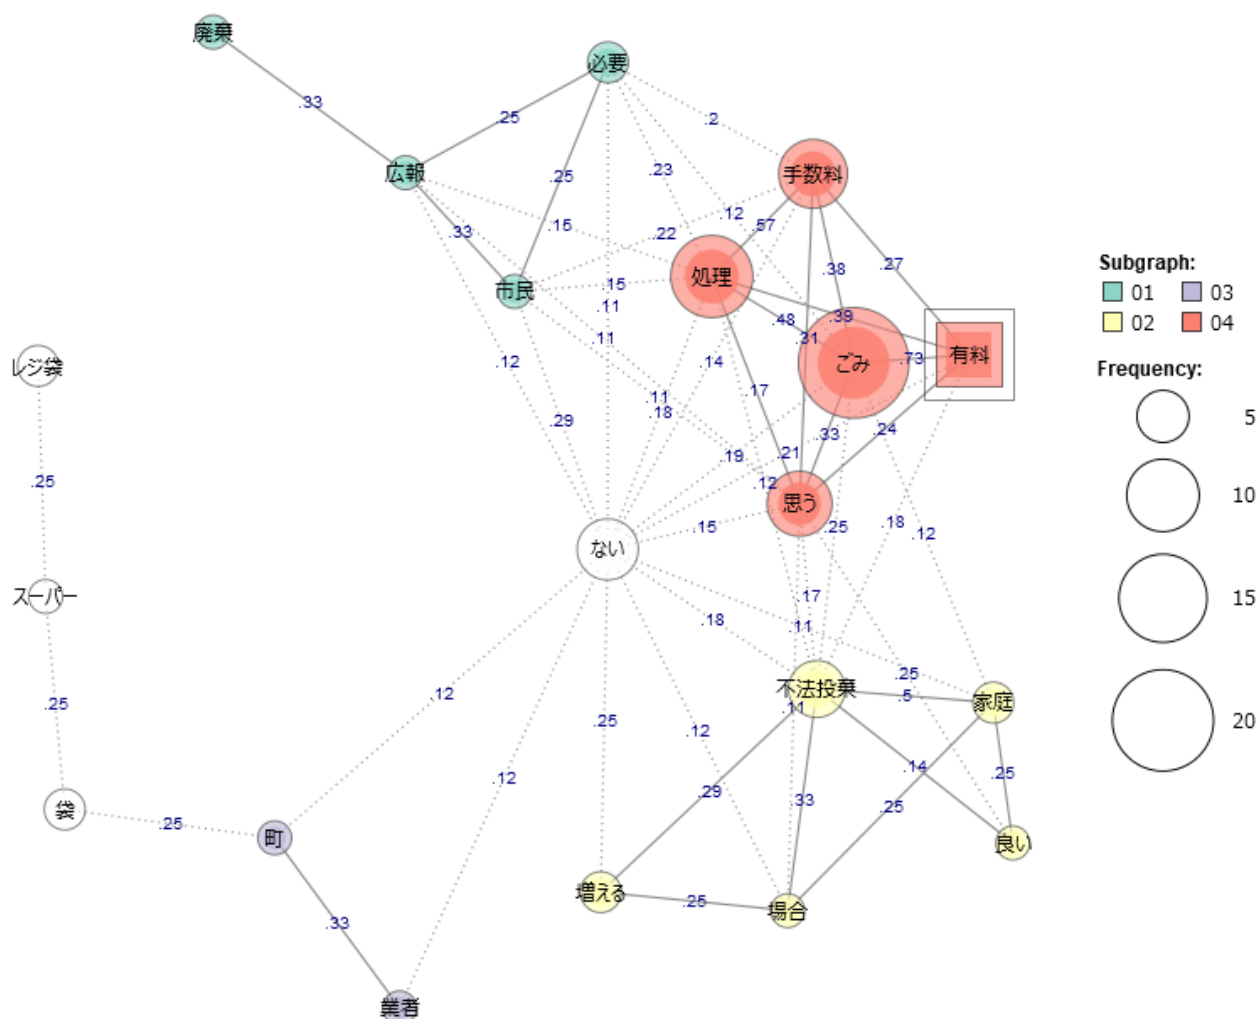 廃棄
必要
.33
.25
.2
広報
手数料
.23
.25
.12
.33
.15
.22
.57
.38
.27
市民
.15
処理
.11
.48
.39
.11
.31
.73
有料
ごみ
レジ袋
.12
.14
.11
.17
.18
.29
.33
.24
.19
.21
.25
.12
思う
.15
.25
.18
.12
ない
スーパー
.17
.18
.11
.25
.12
不法投棄
.5
家庭
.25
.11
.25
.12
.12
.14
.25
.29
.33
.25
袋
.25
町
良い
増える
.25
場合
.33
業者
Subgraph:
01 03
02 04
Frequency:
5
10
15
20